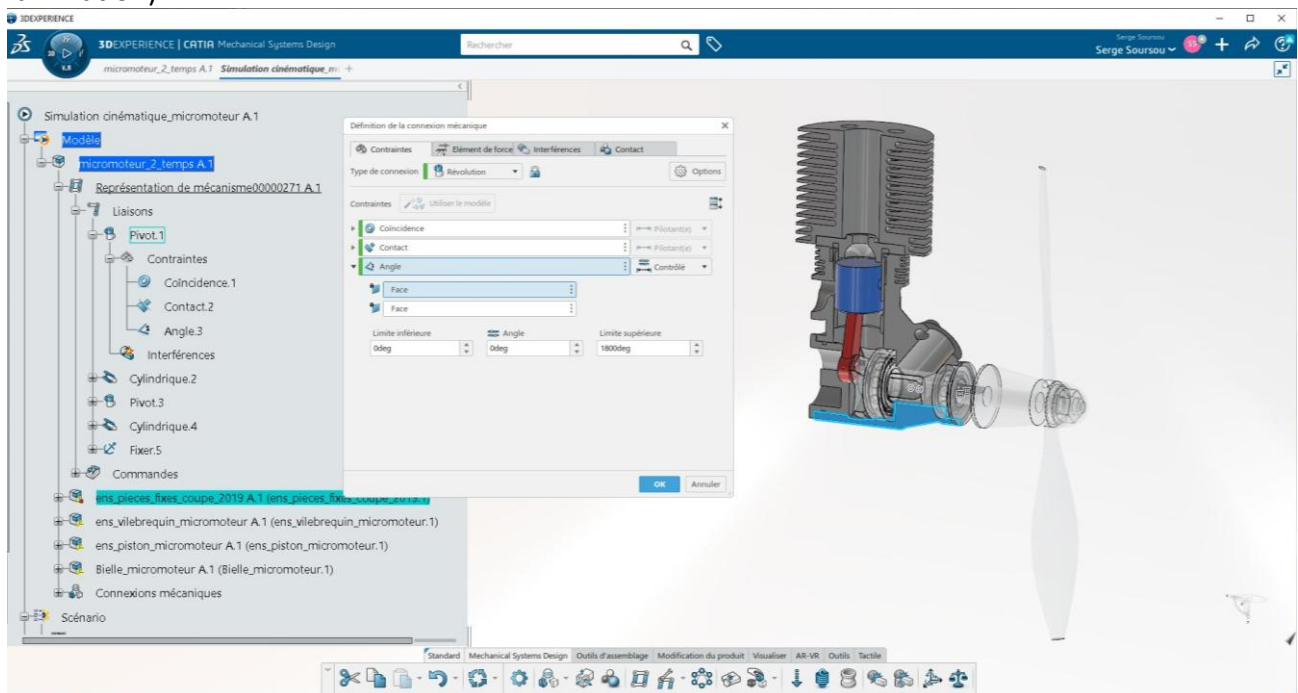 3DEXPERIENCE
3DEXPERIENCE | CATIA Mechanical Systems Design
Rechercher
Serge Soursou
Serge Soursou
V.R
micromoteur_2_temps A.1
Simulation cinématique_mi
Simulation cinématique_micromoteur A.1
Modèle
micromoteur_2_temps A.1
Représentation de mécanisme00000271 A.1
Liaisons
Pivot.1
Contraintes
Coïncidence.1
Contact.2
Angle.3
Interférences
Cylindrique.2
Pivot.3
Cylindrique.4
Fixer.5
Commandes
ens_pieces_fixes_coupe_2019 A.1 (ens_pieces_fixes_coupe_2019.1)
ens_vilebrequin_micromoteur A.1 (ens_vilebrequin_micromoteur.1)
ens_piston_micromoteur A.1 (ens_piston_micromoteur.1)
Bielle_micromoteur A.1 (Bielle_micromoteur.1)
Connexions mécaniques
Scénario
Définition de la connexion mécanique
Contraintes Elément de force Interférences Contact
Type de connexion Révolution Options
Contraintes Utiliser le modèle
Coïncidence Pilotant(e)
Contact Pilotant(e)
Angle Contrôlé
Face
Face
Limite inférieure Angle Limite supérieure
0deg 0deg 1800deg
OK Annuler
Standard Mechanical Systems Design Outils d'assemblage Modification du produit Visualiser AR-VR Outils Tactile